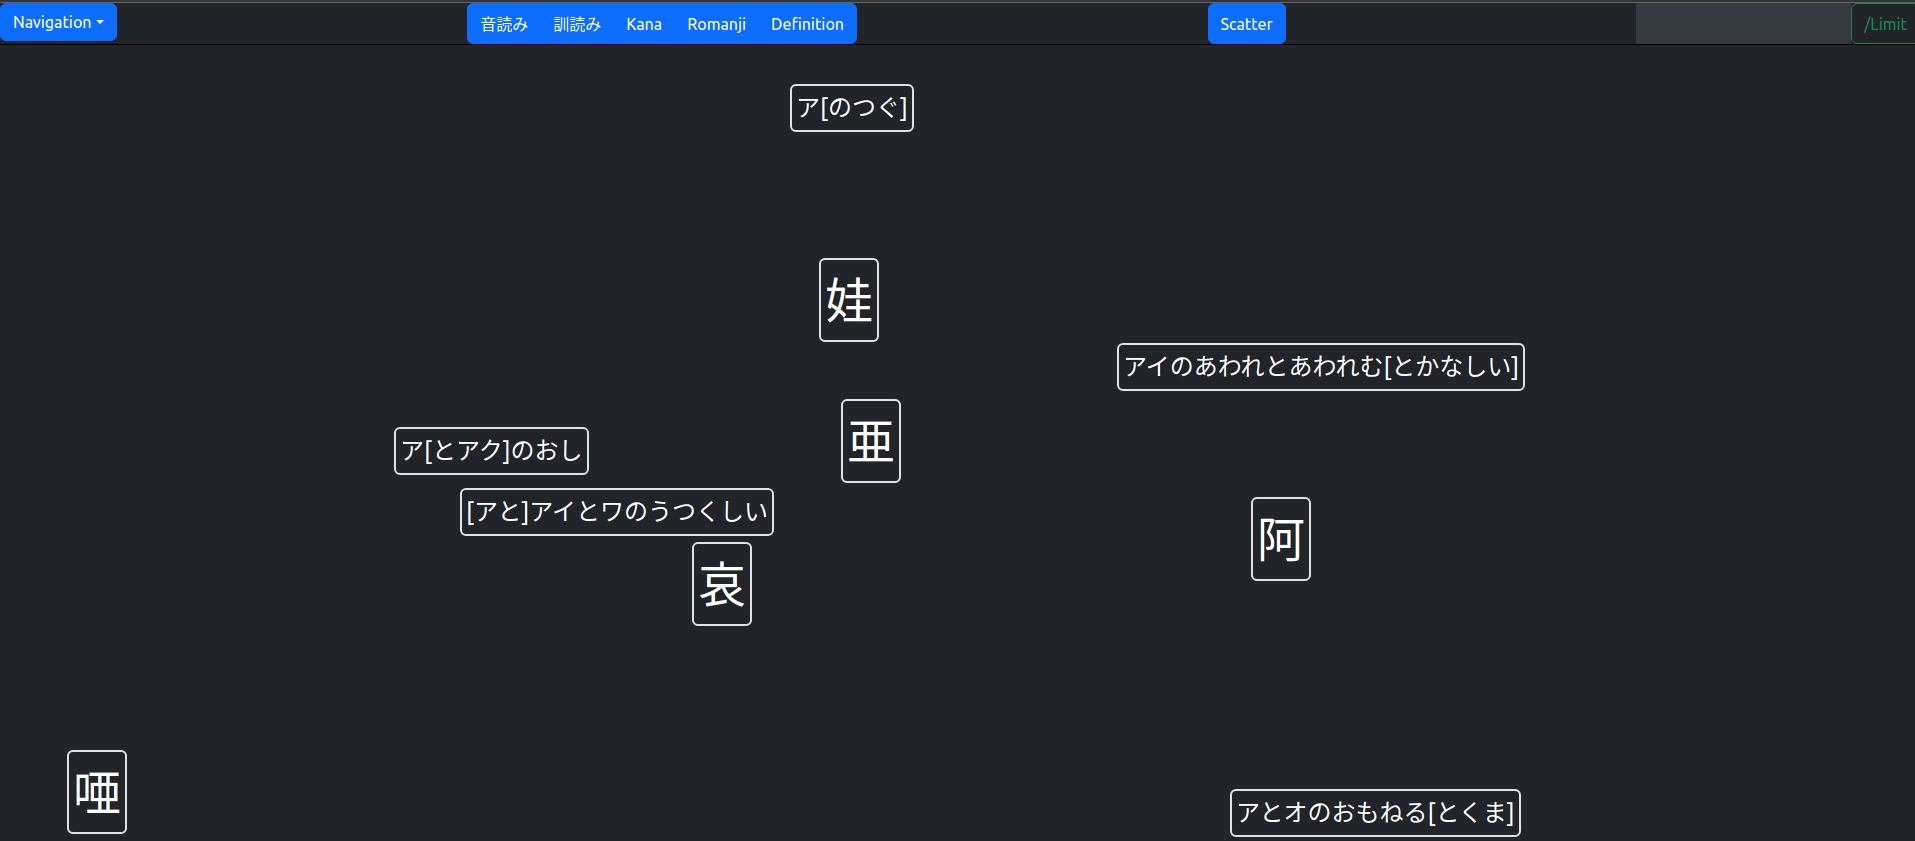 Navigation
音読み 訓読み Kana Romanji Definition
Scatter
/Limit
ア[のつぐ]
娃
アイのあわれとあわれむ[とかなしい]
亜
ア[とアク]のおし
[アと]アイとワのうつくしい
阿
哀
唖
アとオのおもねる[とくま]